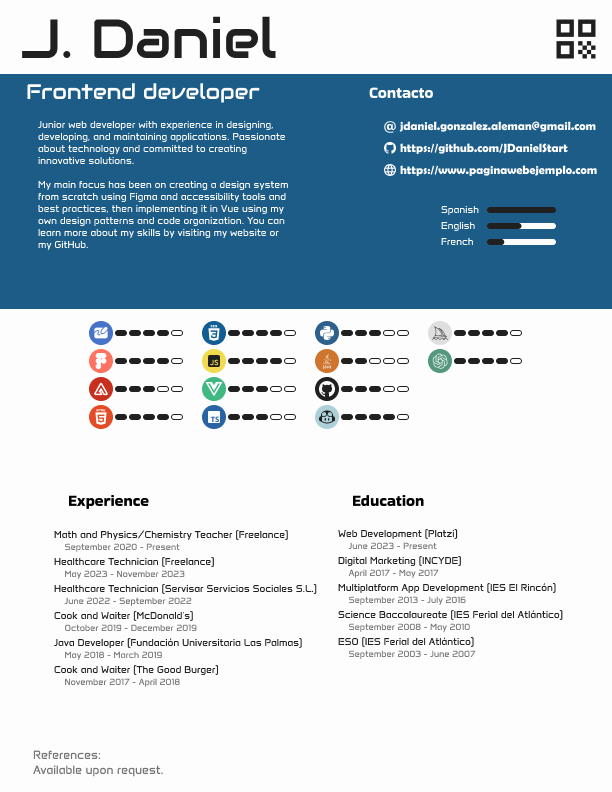 J. Daniel
Frontend developer
Junior web developer with experience in designing,
developing, and maintaining applications. Passionate
about technology and committed to creating
innovative solutions.
My main focus has been on creating a design system
from scratch using Figma and accessibility tools and
best practices, then implementing it in Vue using my
own design patterns and code organization. You can
learn more about my skills by visiting my website or
my GitHub.
Contacto
@ jdaniel.gonzalez.aleman@gmail.com
https://github.com/JDanielStart
https://www.paginawebejemplo.com
Spanish
English
French
JS
TS
Experience
Math and Physics/Chemistry Teacher (Freelance)
September 2020 - Present
Healthcare Technician (Freelance)
May 2023 - November 2023
Healthcare Technician (Servisar Servicios Sociales S.L.)
June 2022 - September 2022
Cook and Waiter (McDonald's)
October 2019 - December 2019
Java Developer (Fundación Universitaria Las Palmas)
May 2018 - March 2019
Cook and Waiter (The Good Burger)
November 2017 - April 2018
Education
Web Development (Platzi)
June 2023 - Present
Digital Marketing (INCYDE)
April 2017 - May 2017
Multiplatform App Development (IES El Rincón)
September 2013 - July 2016
Science Baccalaureate (IES Ferial del Atlántico)
September 2008 - May 2010
ESO (IES Ferial del Atlántico)
September 2003 - June 2007
References:
Available upon request.